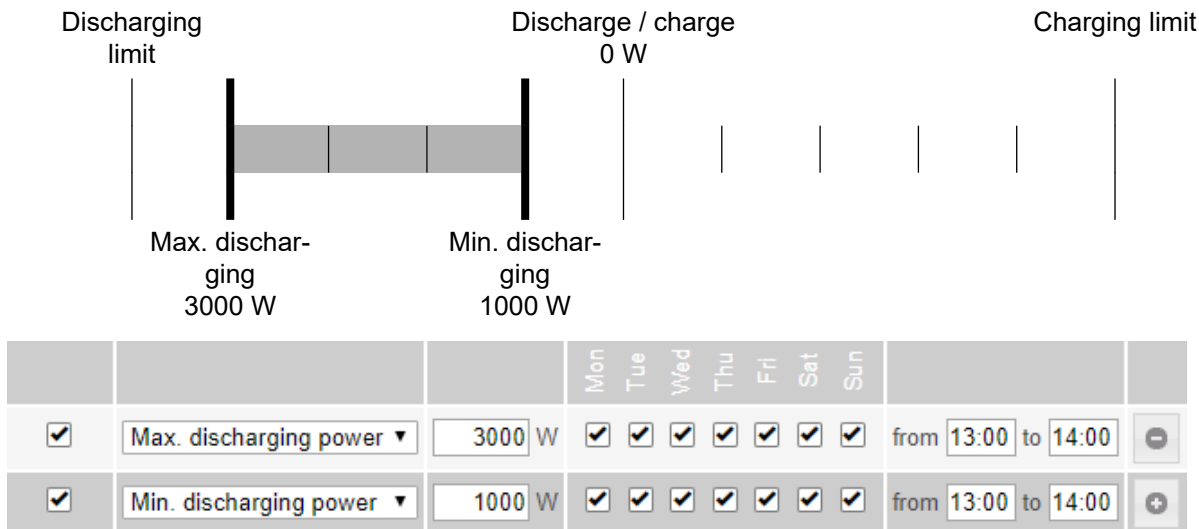 Discharging
limit
Discharge / charge
0 W
Charging limit
Max. dischar-
ging
3000 W
Min. dischar-
ging
1000 W
Mon Tue Wed Thu Fri Sat Sun
Max. discharging power 3000 W from 13:00 to 14:00
Min. discharging power 1000 W from 13:00 to 14:00